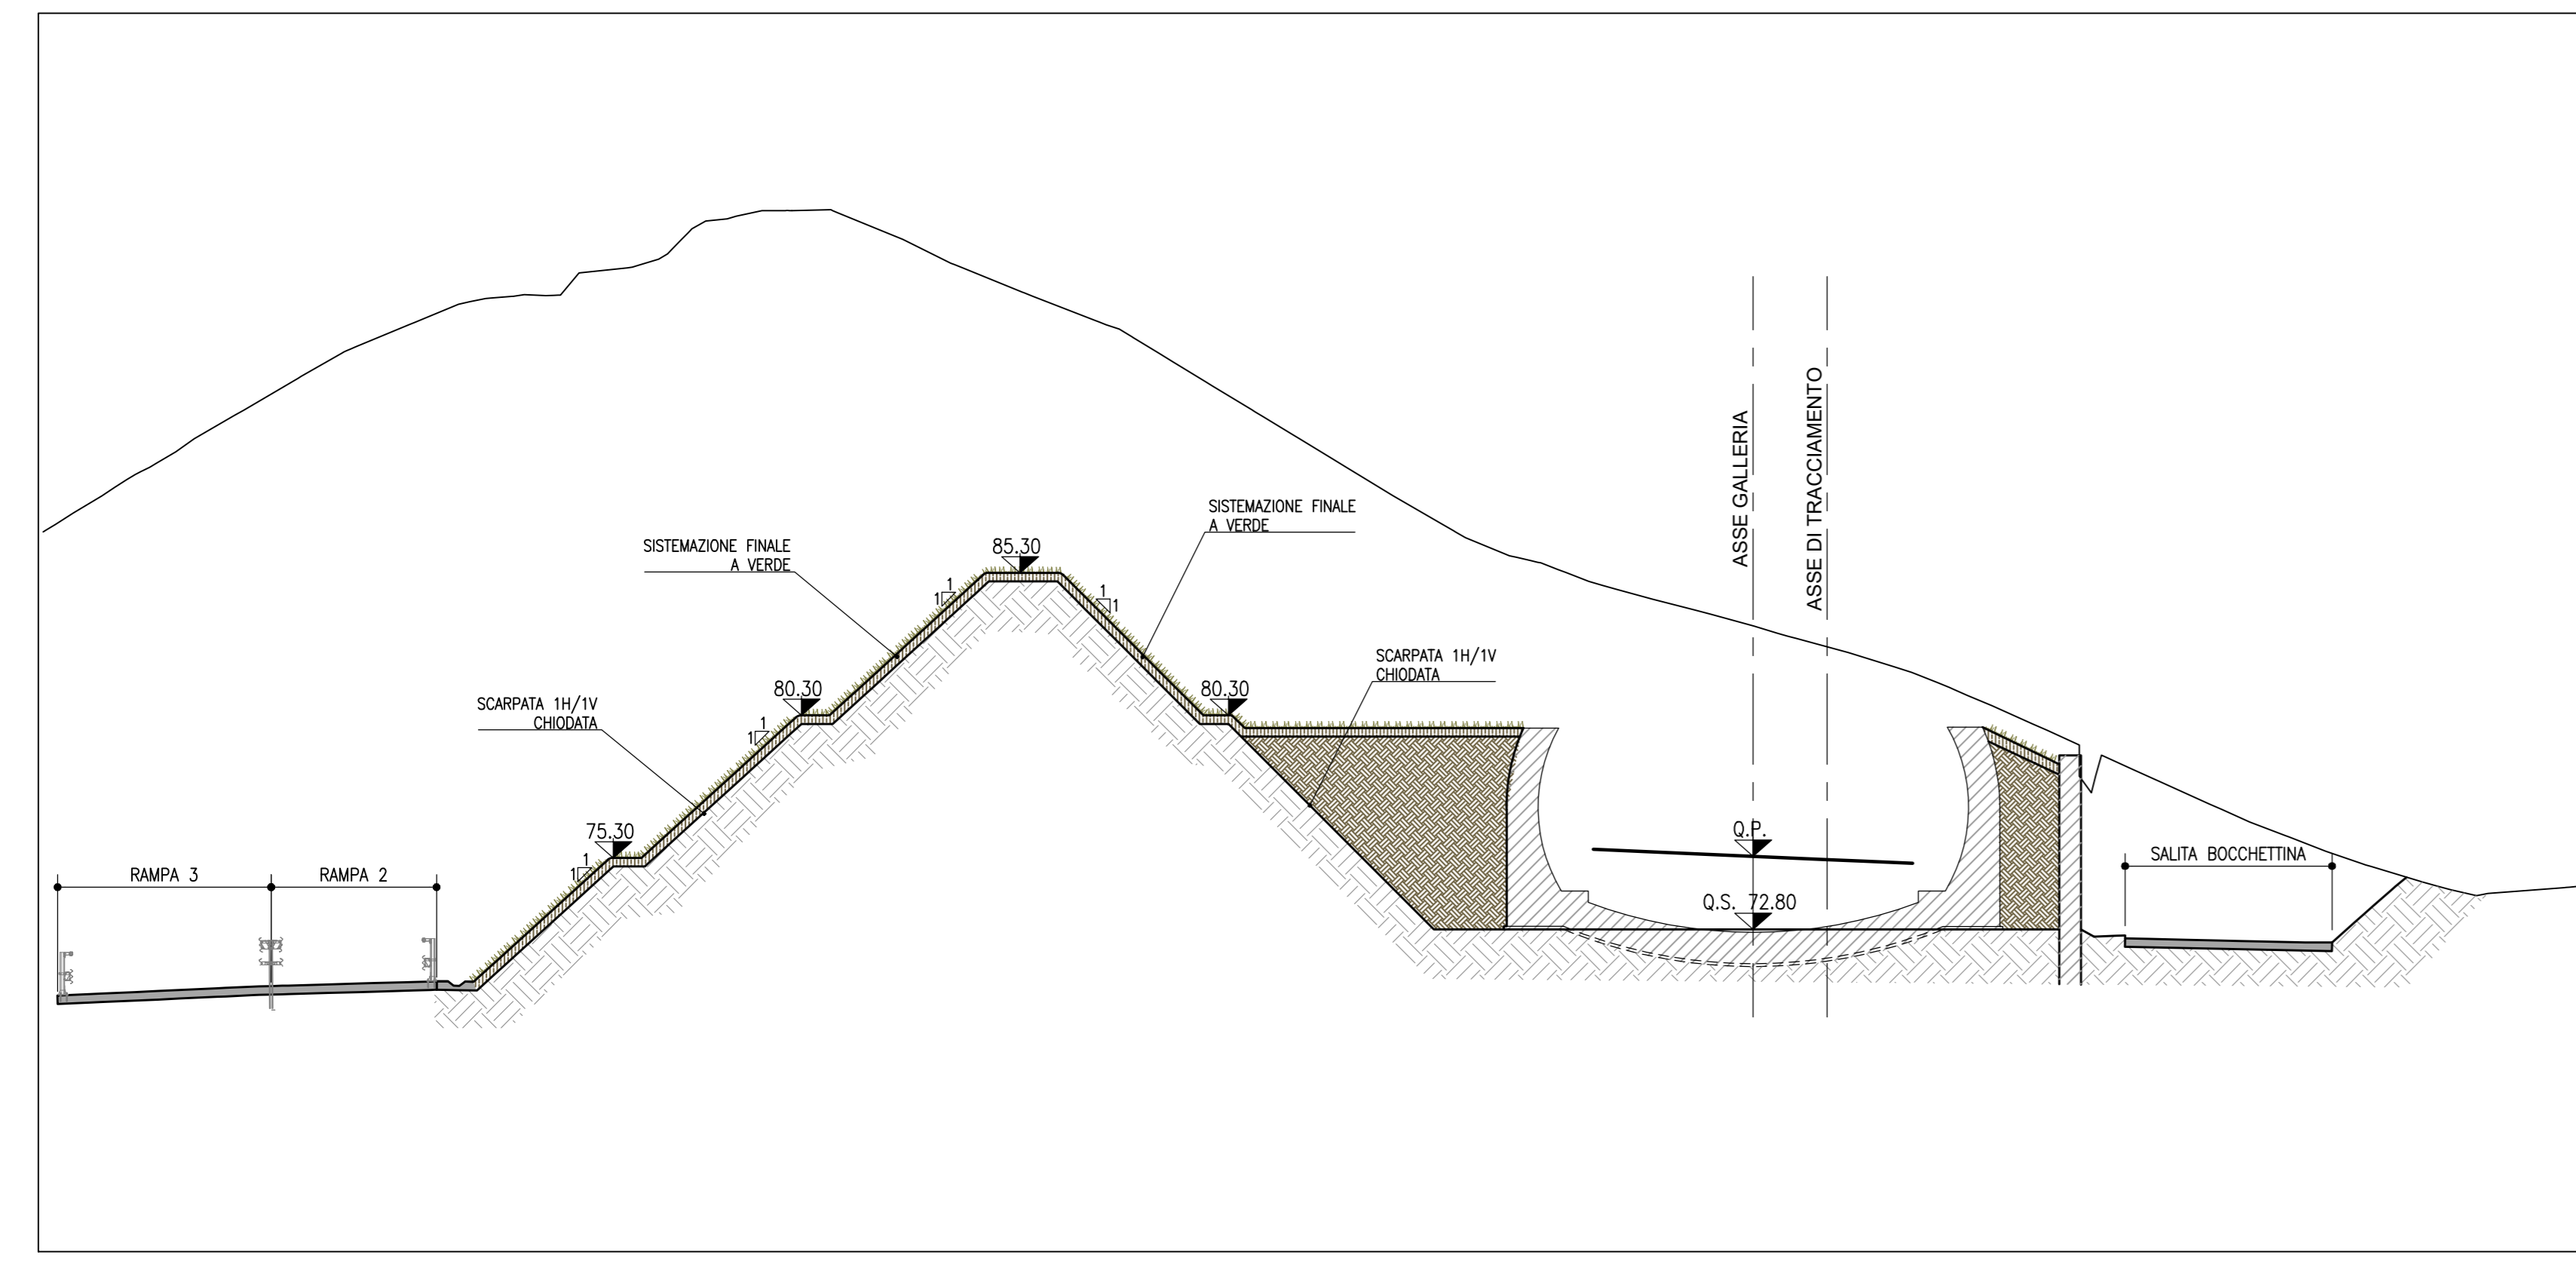 ASSE GALLERIA
ASSE DI TRACCIAMENTO
SISTEMAZIONE FINALE
A VERDE
SISTEMAZIONE FINALE
A VERDE
85.30
1
1
1
1
SCARPATA 1H/1V
CHIODATA
80.30
80.30
SCARPATA 1H/1V
CHIODATA
1
1
75.30
Q.P.
1
1
RAMPA 3
RAMPA 2
SALITA BOCCHETTINA
Q.S. 72.80